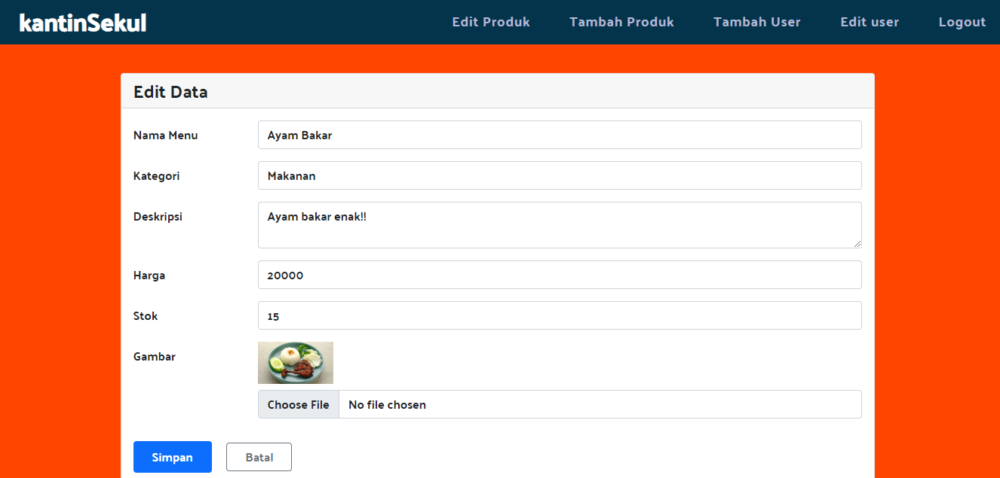 kantinSekul
Edit Produk Tambah Produk Tambah User Edit user Logout
Edit Data
Nama Menu Ayam Bakar
Kategori Makanan
Deskripsi Ayam bakar enak!!
Harga 20000
Stok 15
Gambar
Choose File No file chosen
Simpan Batal